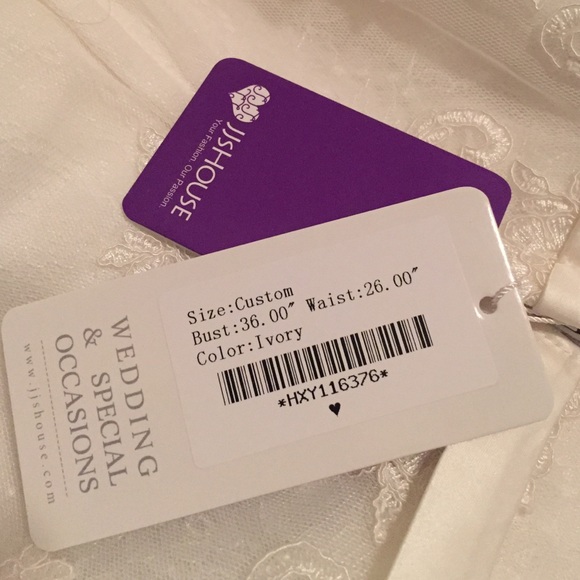 JJsHOUSE
Your Fashion. Our Passion.
Size:Custom
Bust:36.00" Waist:26.00"
Color:Ivory
*HXY116376*
♥
WEDDING
& SPECIAL
OCCASIONS
www.jjshouse.com